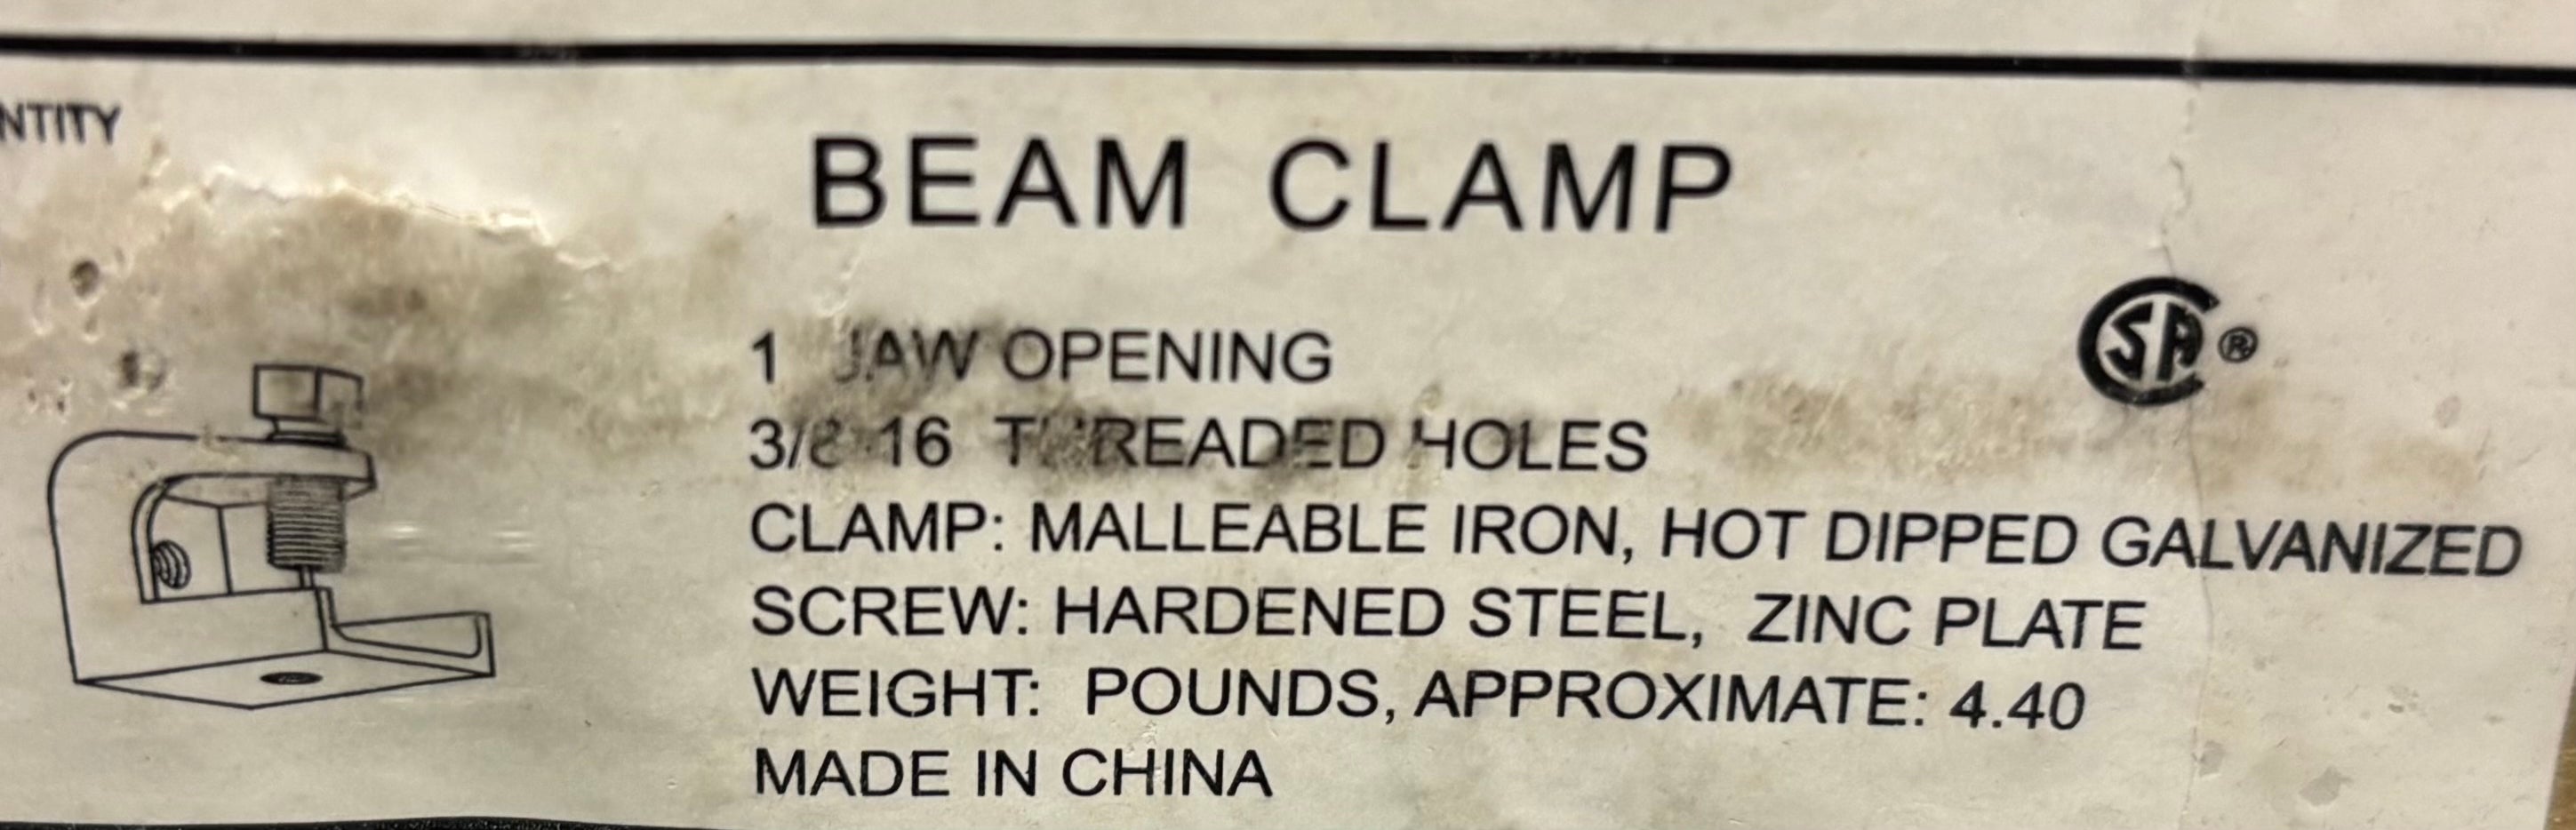 NTITY
BEAM CLAMP
1 JAW OPENING
SA ®
3/8-16 THREADED HOLES
CLAMP: MALLEABLE IRON, HOT DIPPED GALVANIZED
SCREW: HARDENED STEEL, ZINC PLATE
WEIGHT: POUNDS, APPROXIMATE: 4.40
MADE IN CHINA